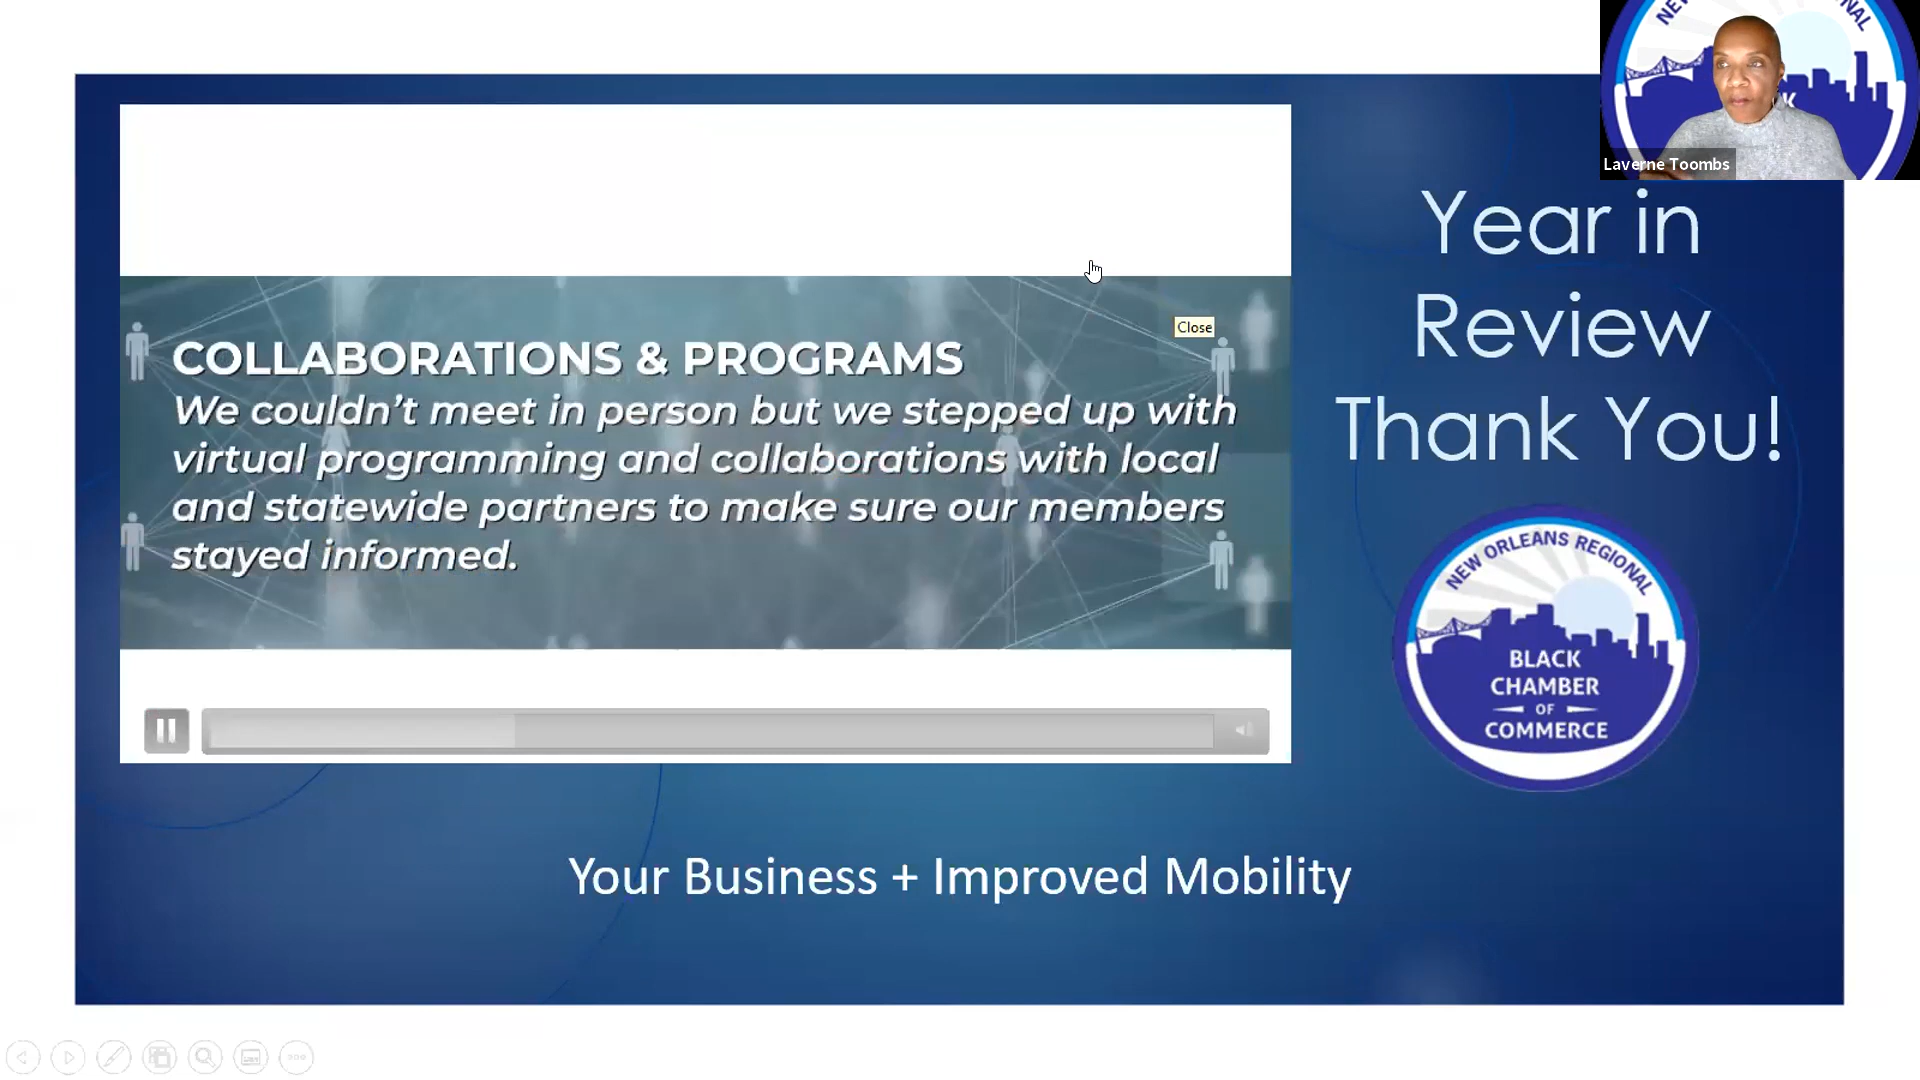 NEW
NAL
K
Laverne Toombs
Year in
Review
Thank You!
Close
COLLABORATIONS & PROGRAMS
We couldn't meet in person but we stepped up with
virtual programming and collaborations with local
and statewide partners to make sure our members
stayed informed.
NEW ORLEANS REGIONAL
BLACK
CHAMBER
OF
COMMERCE
Your Business + Improved Mobility